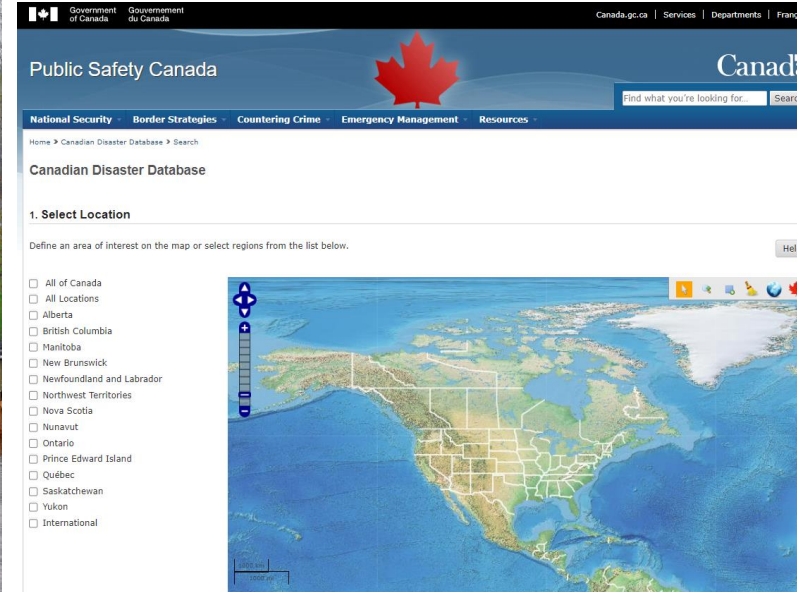 Government of Canada
Gouvernement du Canada
Canada.gc.ca | Services | Departments |
Public Safety Canada
Find what you're looking for...
National Security
Border Strategies
Countering Crime
Emergency Management
Resources
Home > Canadian Disaster Database > Search
Canadian Disaster Database
1. Select Location
Define an area of interest on the map or select regions from the list below.
All of Canada
All Locations
Alberta
British Columbia
Manitoba
New Brunswick
Newfoundland and Labrador
Northwest Territories
Nova Scotia
Nunavut
Ontario
Prince Edward Island
Québec
Saskatchewan
Yukon
International